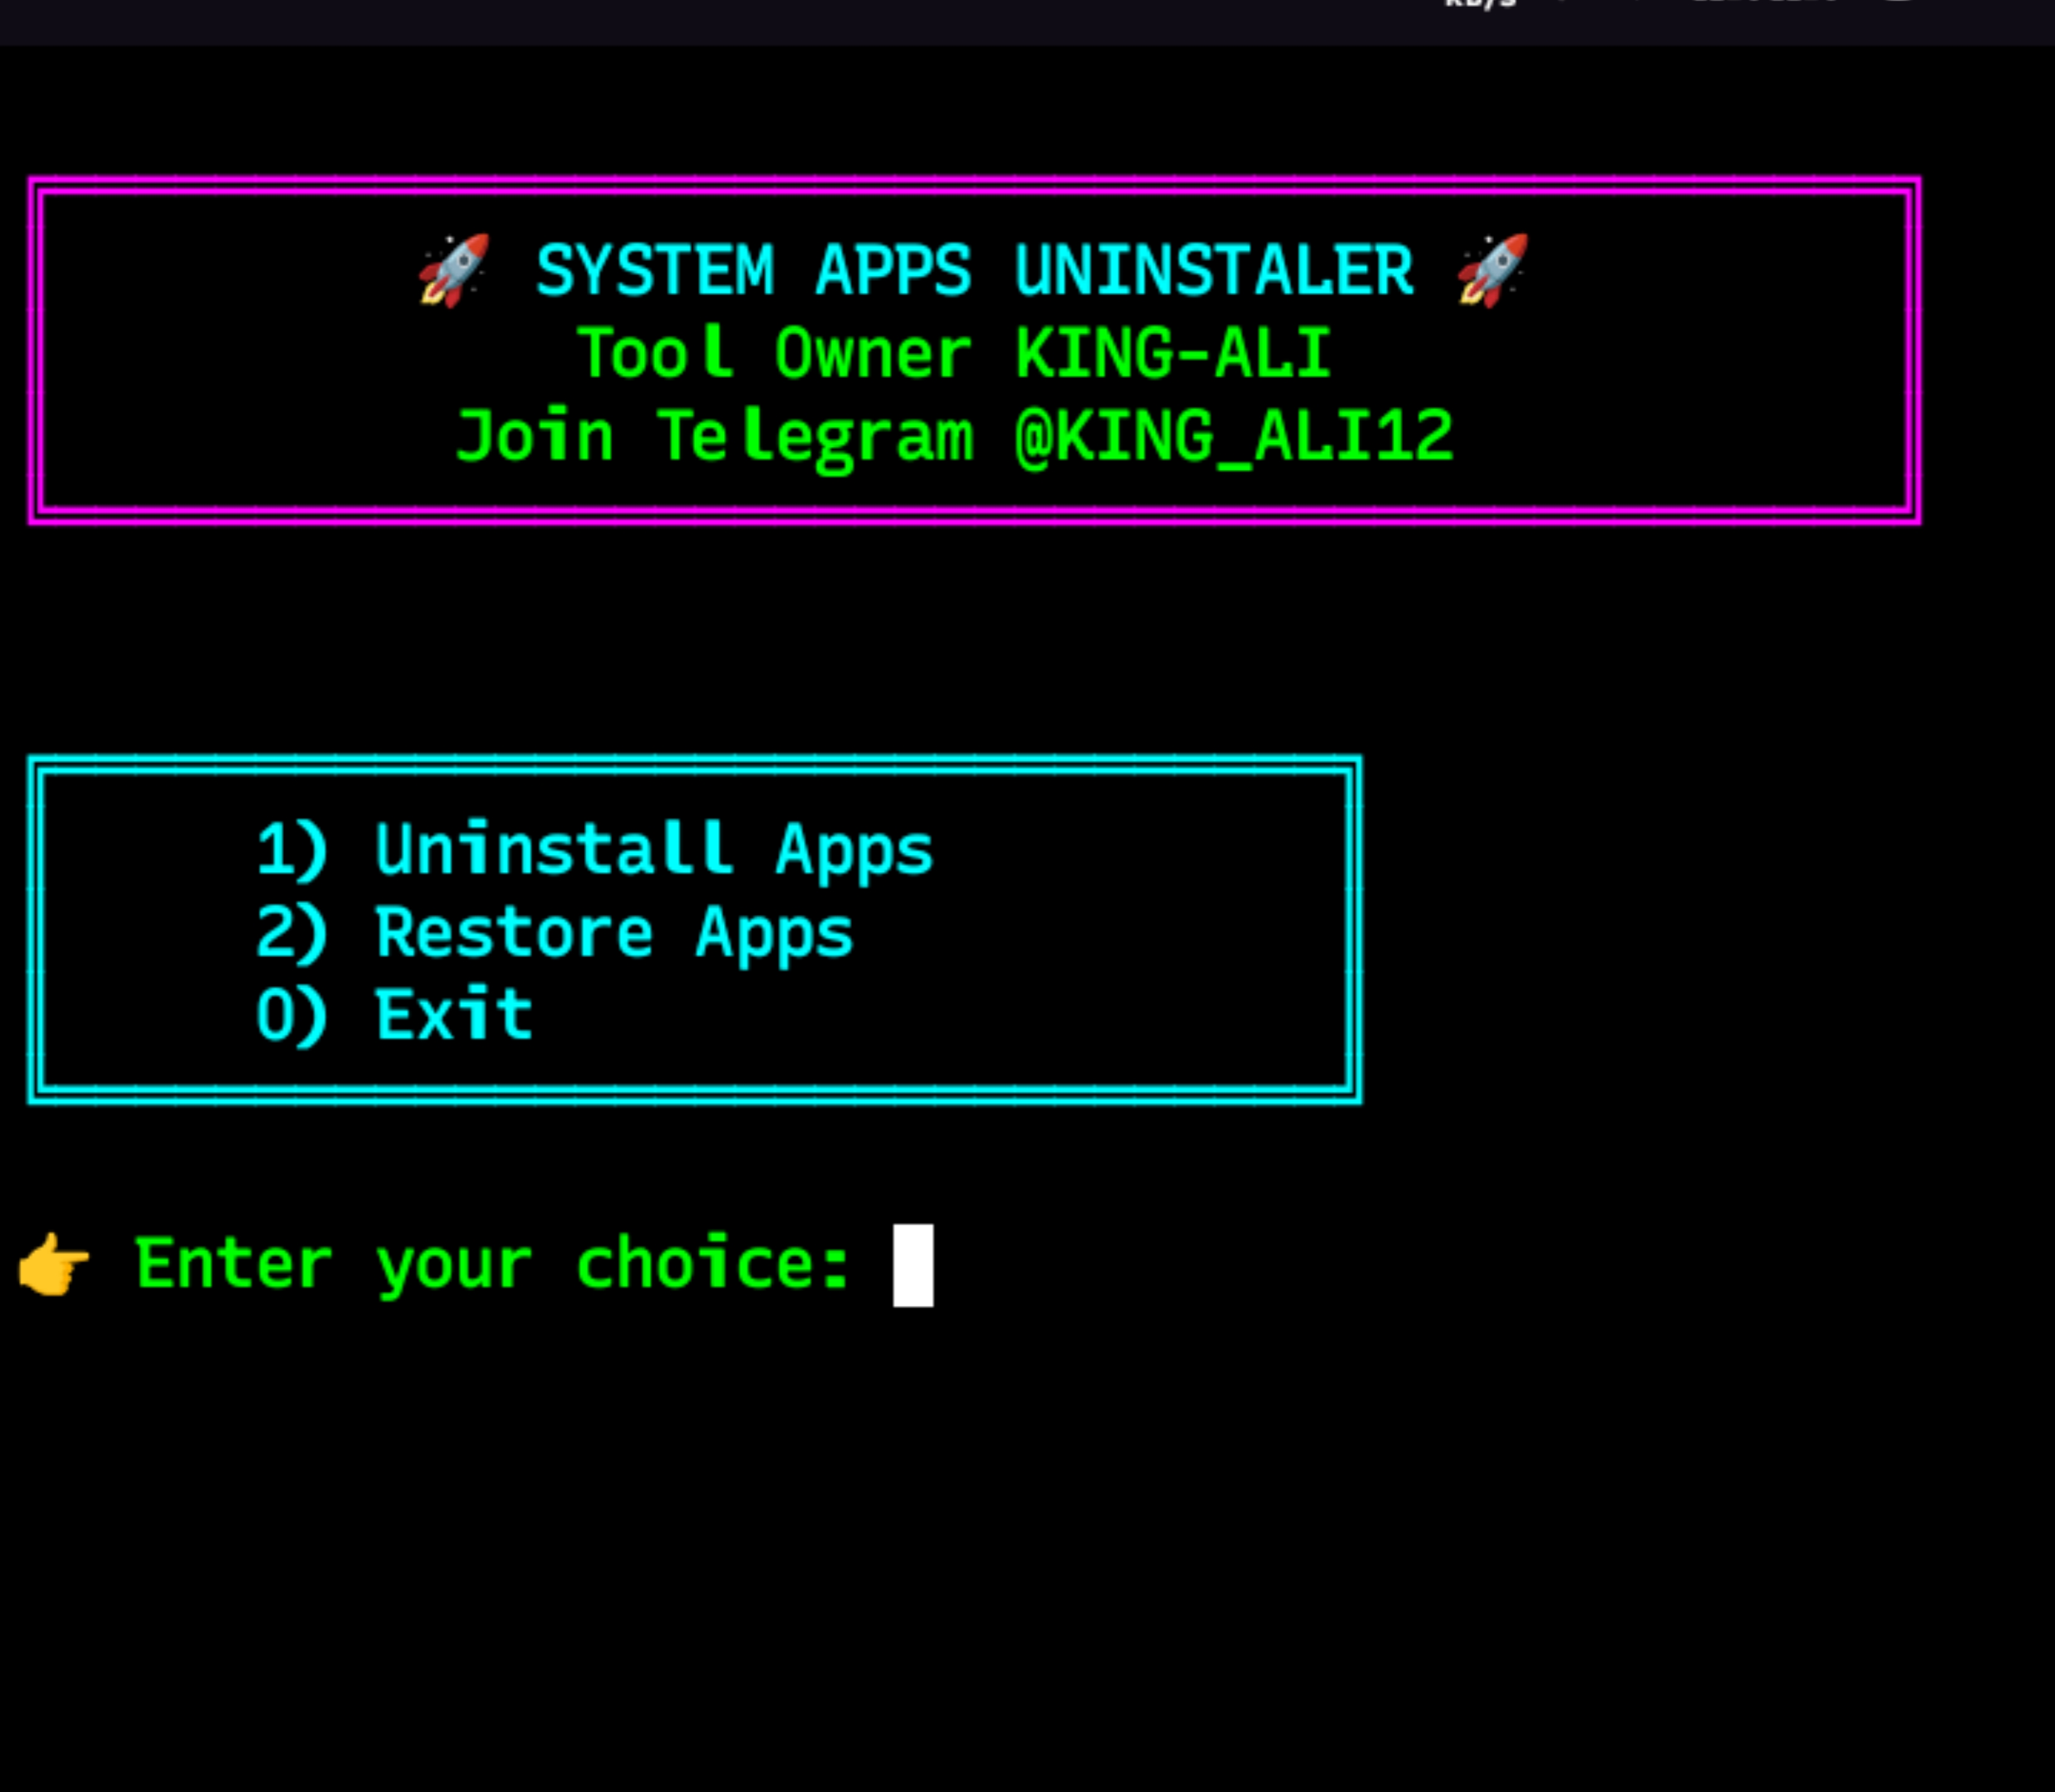 KB/s
🚀 SYSTEM APPS UNINSTALER 🚀
Tool Owner KING-ALI
Join Telegram @KING_ALI12
1) Uninstall Apps
2) Restore Apps
0) Exit
👉 Enter your choice: